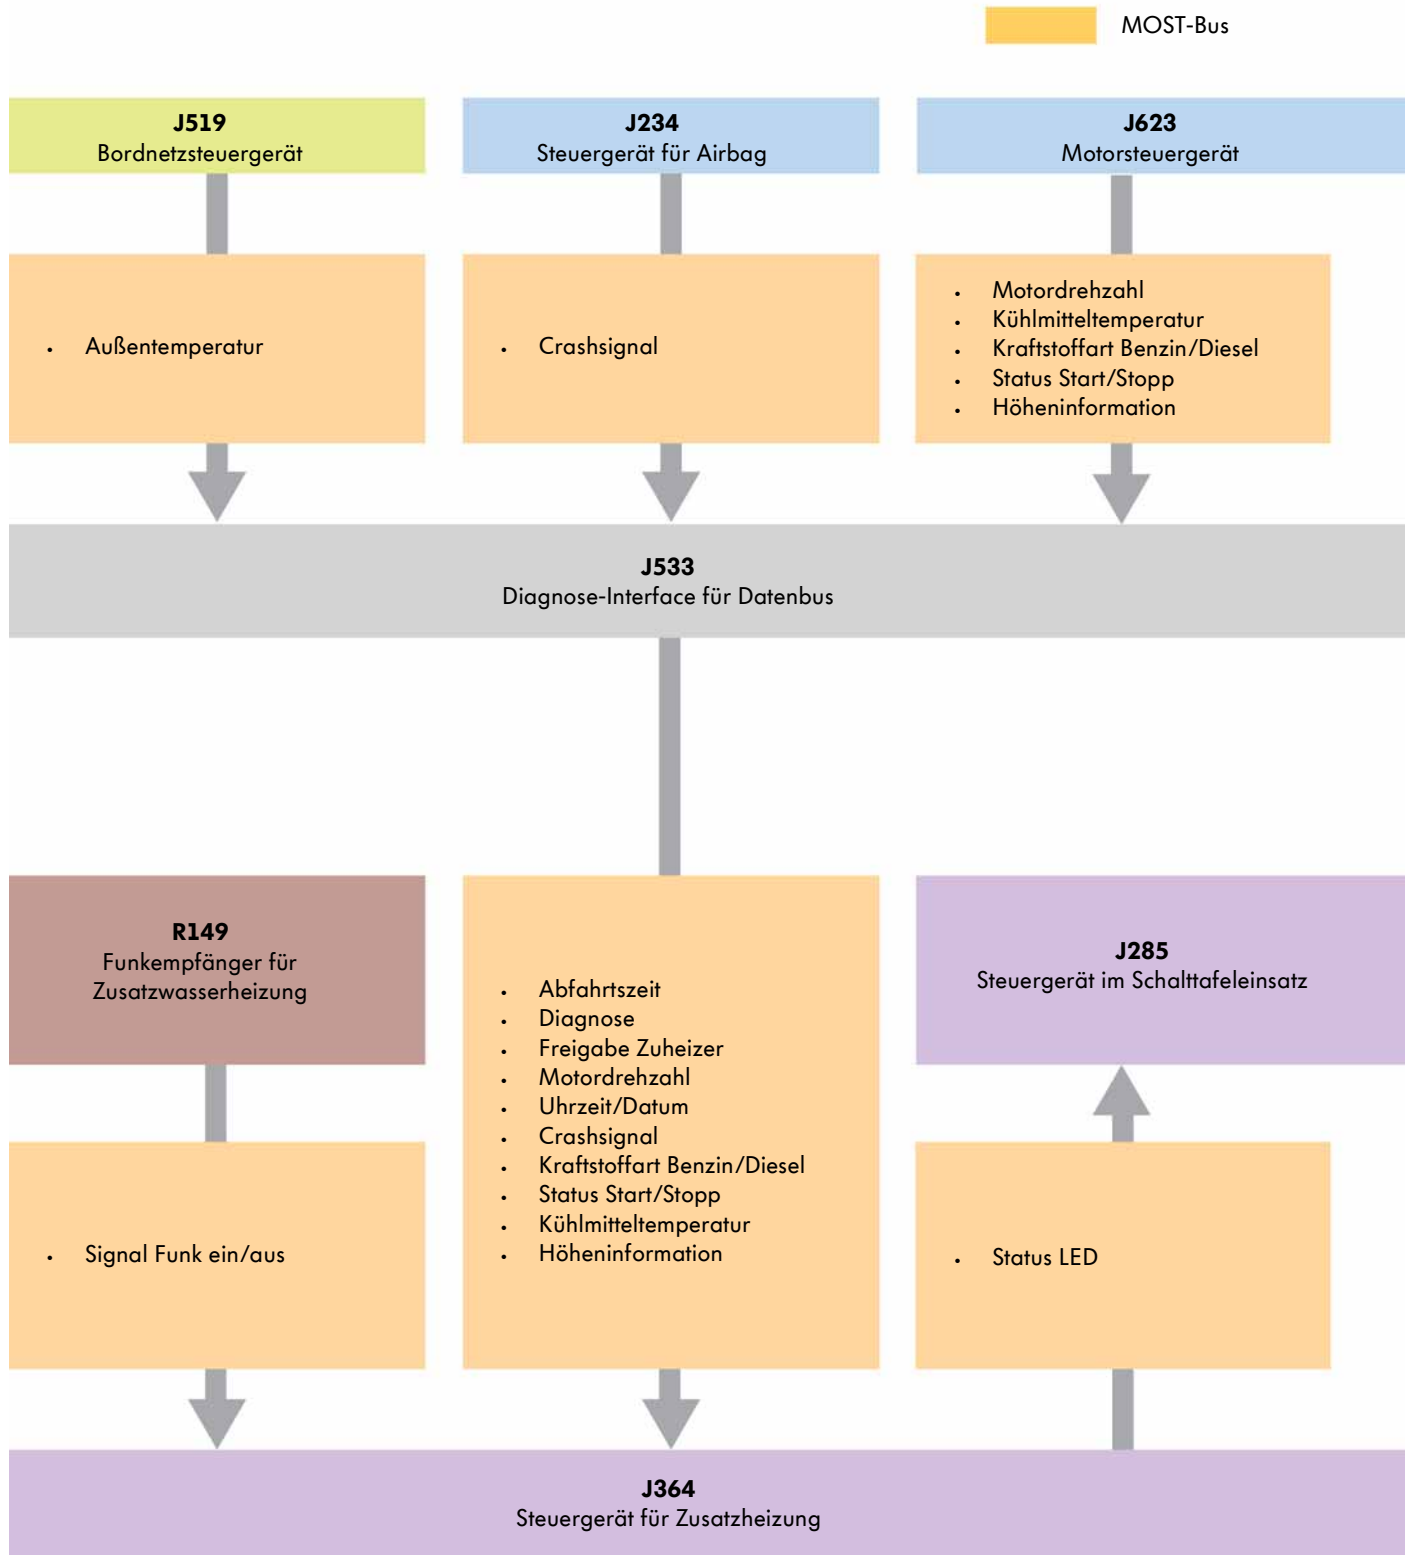 MOST-Bus
J519
Bordnetzsteuergerät
J234
Steuergerät für Airbag
J623
Motorsteuergerät
• Außentemperatur
• Crashsignal
• Motordrehzahl
• Kühlmitteltemperatur
• Kraftstoffart Benzin/Diesel
• Status Start/Stopp
• Höheninformation
J533
Diagnose-Interface für Datenbus
R149
Funkempfänger für
Zusatzwasserheizung
• Signal Funk ein/aus
• Abfahrtszeit
• Diagnose
• Freigabe Zuheizer
• Motordrehzahl
• Uhrzeit/Datum
• Crashsignal
• Kraftstoffart Benzin/Diesel
• Status Start/Stopp
• Kühlmitteltemperatur
• Höheninformation
J285
Steuergerät im Schalttafeleinsatz
• Status LED
J364
Steuergerät für Zusatzheizung